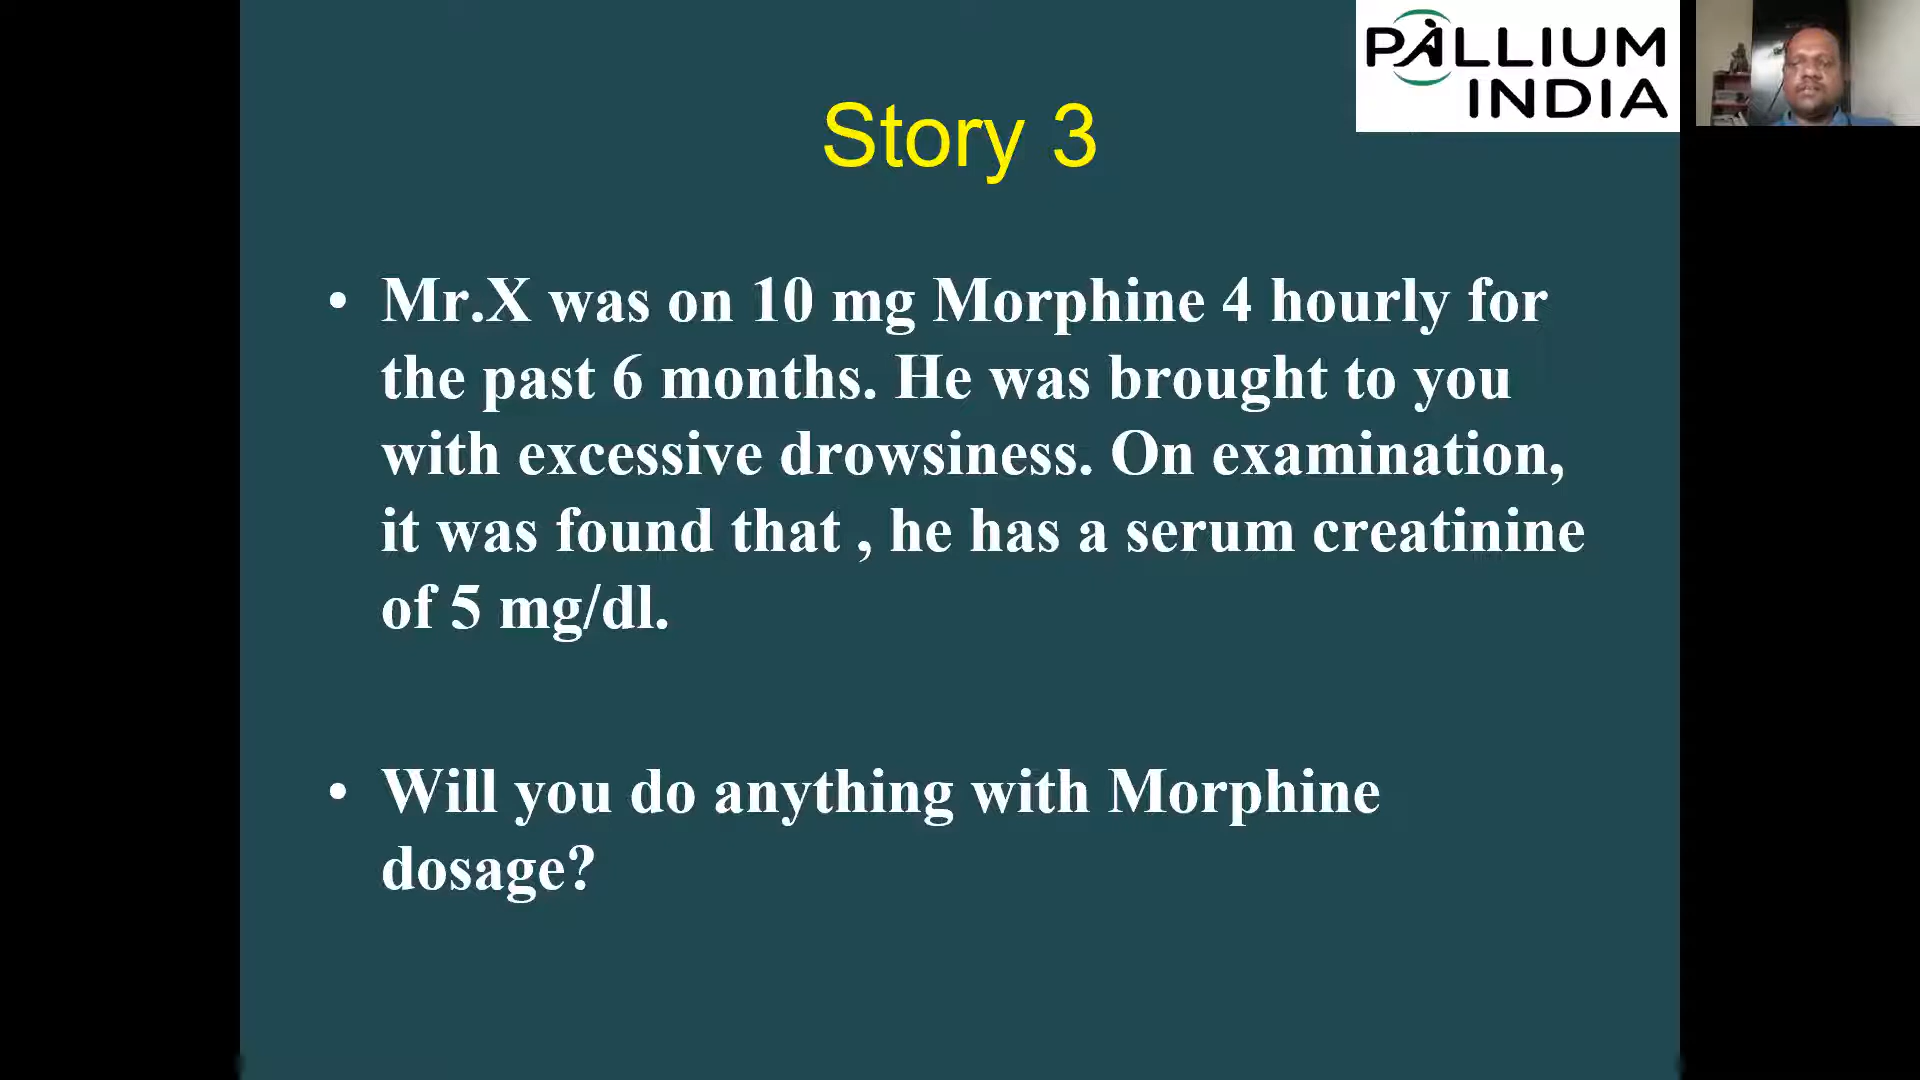 PALLIUM
INDIA
Story 3
• Mr.X was on 10 mg Morphine 4 hourly for
the past 6 months. He was brought to you
with excessive drowsiness. On examination,
it was found that , he has a serum creatinine
of 5 mg/dl.
• Will you do anything with Morphine
dosage?